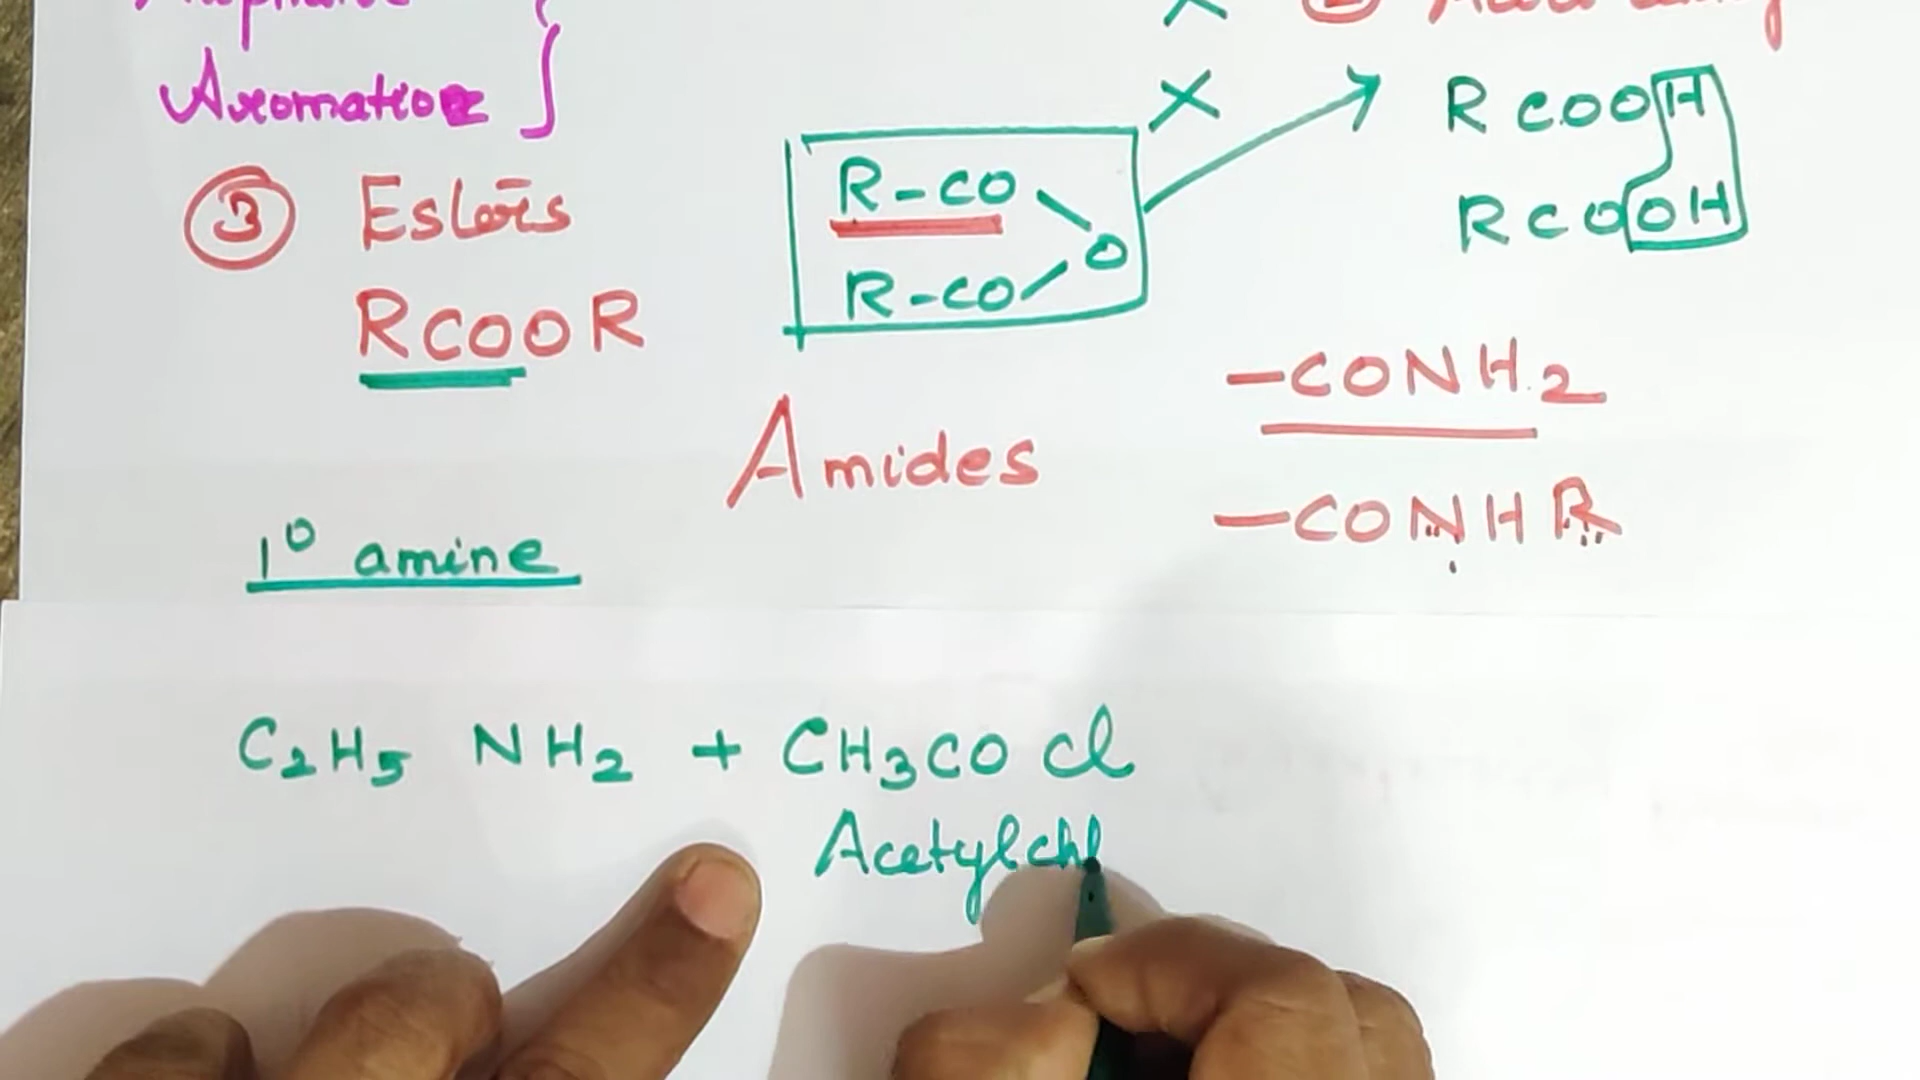 Aromatic
③ Esters
RCOOR
R-CO
O
R-CO
RCOOH
RCOOH
-CONH2
Amides
-CONHR
1° amine
C2H5 NH2 + CH3COCl
Acetylchl